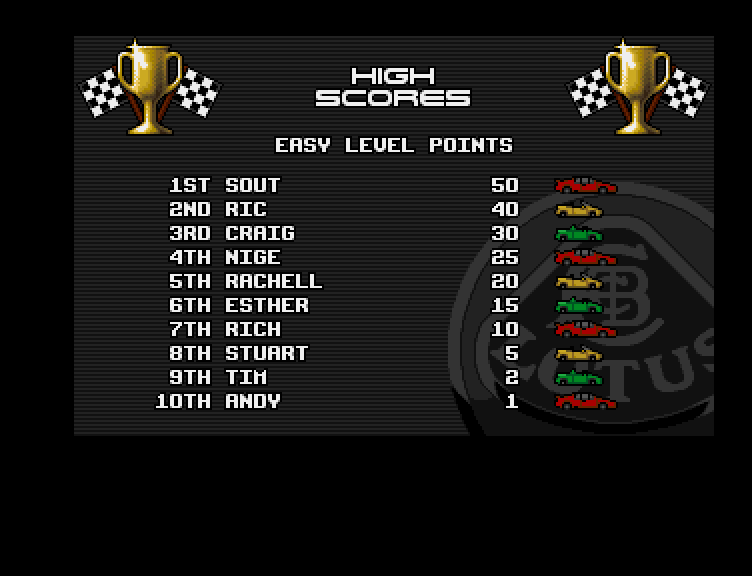 HIGH
SCORES
EASY LEVEL POINTS
1ST SOUT 50
2ND RIC 40
3RD CRAIG 30
4TH NIGE 25
5TH RACHELL 20
6TH ESTHER 15
7TH RICH 10
8TH STUART 5
9TH TIM 2
10TH ANDY 1
LOTUS